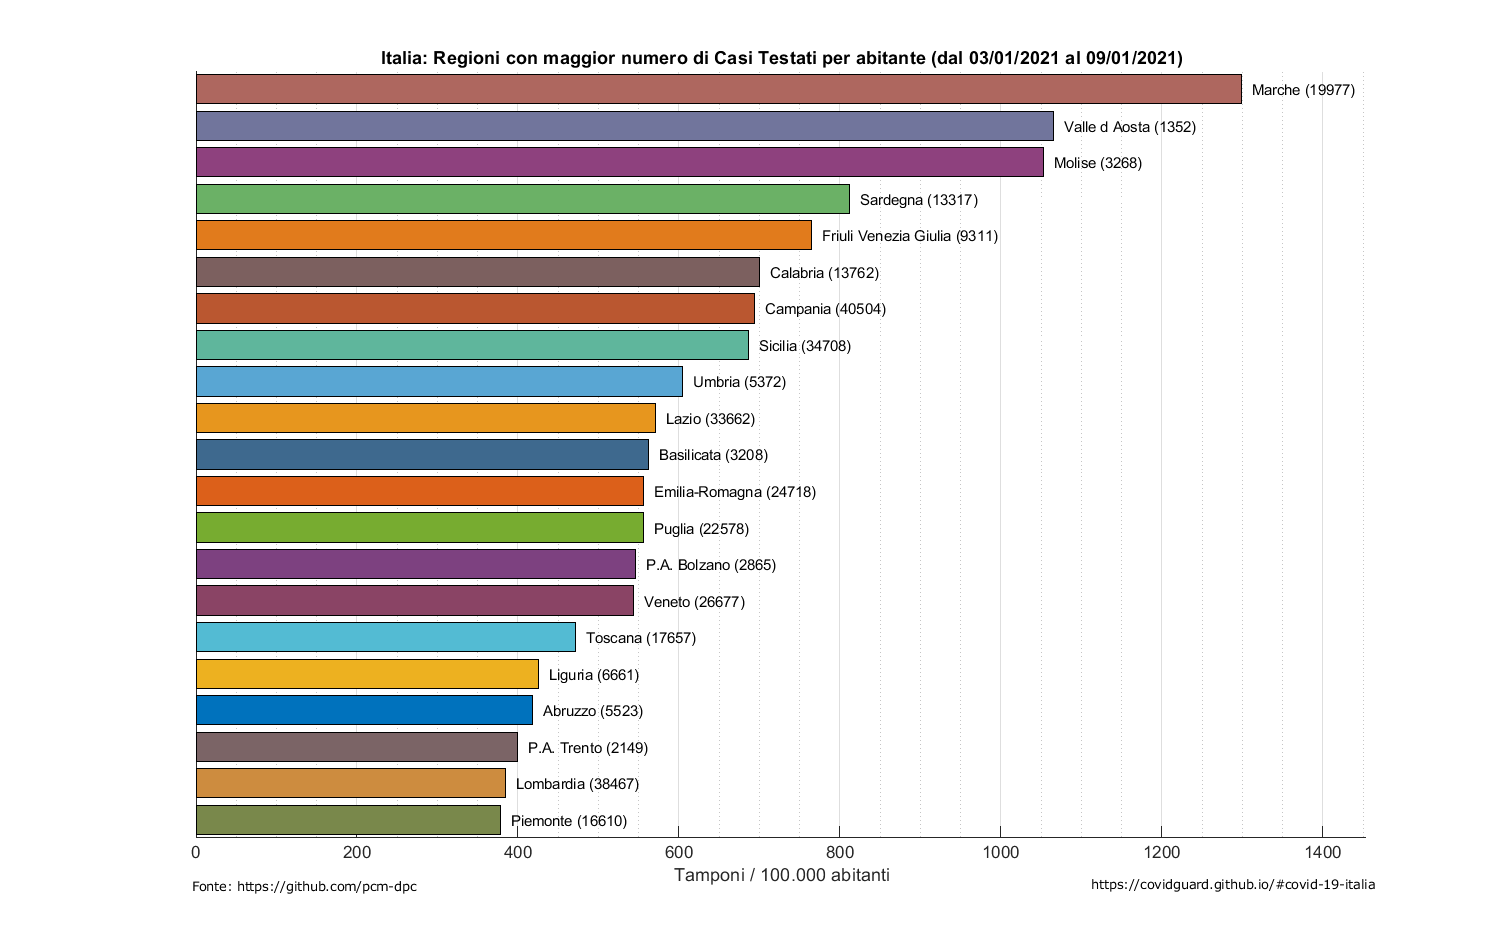 Italia: Regioni con maggior numero di Casi Testati per abitante (dal 03/01/2021 al 09/01/2021)
Marche (19977)
Valle d Aosta (1352)
Molise (3268)
Sardegna (13317)
Friuli Venezia Giulia (9311)
Calabria (13762)
Campania (40504)
Sicilia (34708)
Umbria (5372)
Lazio (33662)
Basilicata (3208)
Emilia-Romagna (24718)
Puglia (22578)
P.A. Bolzano (2865)
Veneto (26677)
Toscana (17657)
Liguria (6661)
Abruzzo (5523)
P.A. Trento (2149)
Lombardia (38467)
Piemonte (16610)
0 200 400 600 800 1000 1200 1400
Tamponi / 100.000 abitanti
Fonte: https://github.com/pcm-dpc
https://covidguard.github.io/#covid-19-italia